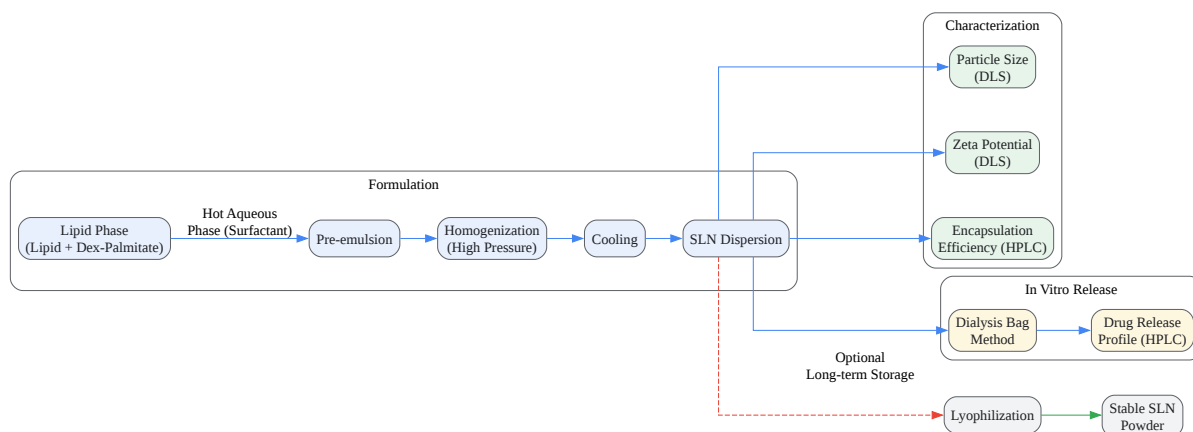 Characterization
Particle Size
(DLS)
Zeta Potential
(DLS)
Encapsulation
Efficiency (HPLC)
Formulation
Lipid Phase
(Lipid + Dex-Palmitate)
Hot Aqueous
Phase (Surfactant)
Pre-emulsion
Homogenization
(High Pressure)
Cooling
SLN Dispersion
In Vitro Release
Dialysis Bag
Method
Drug Release
Profile (HPLC)
Optional
Long-term Storage
Lyophilization
Stable SLN
Powder